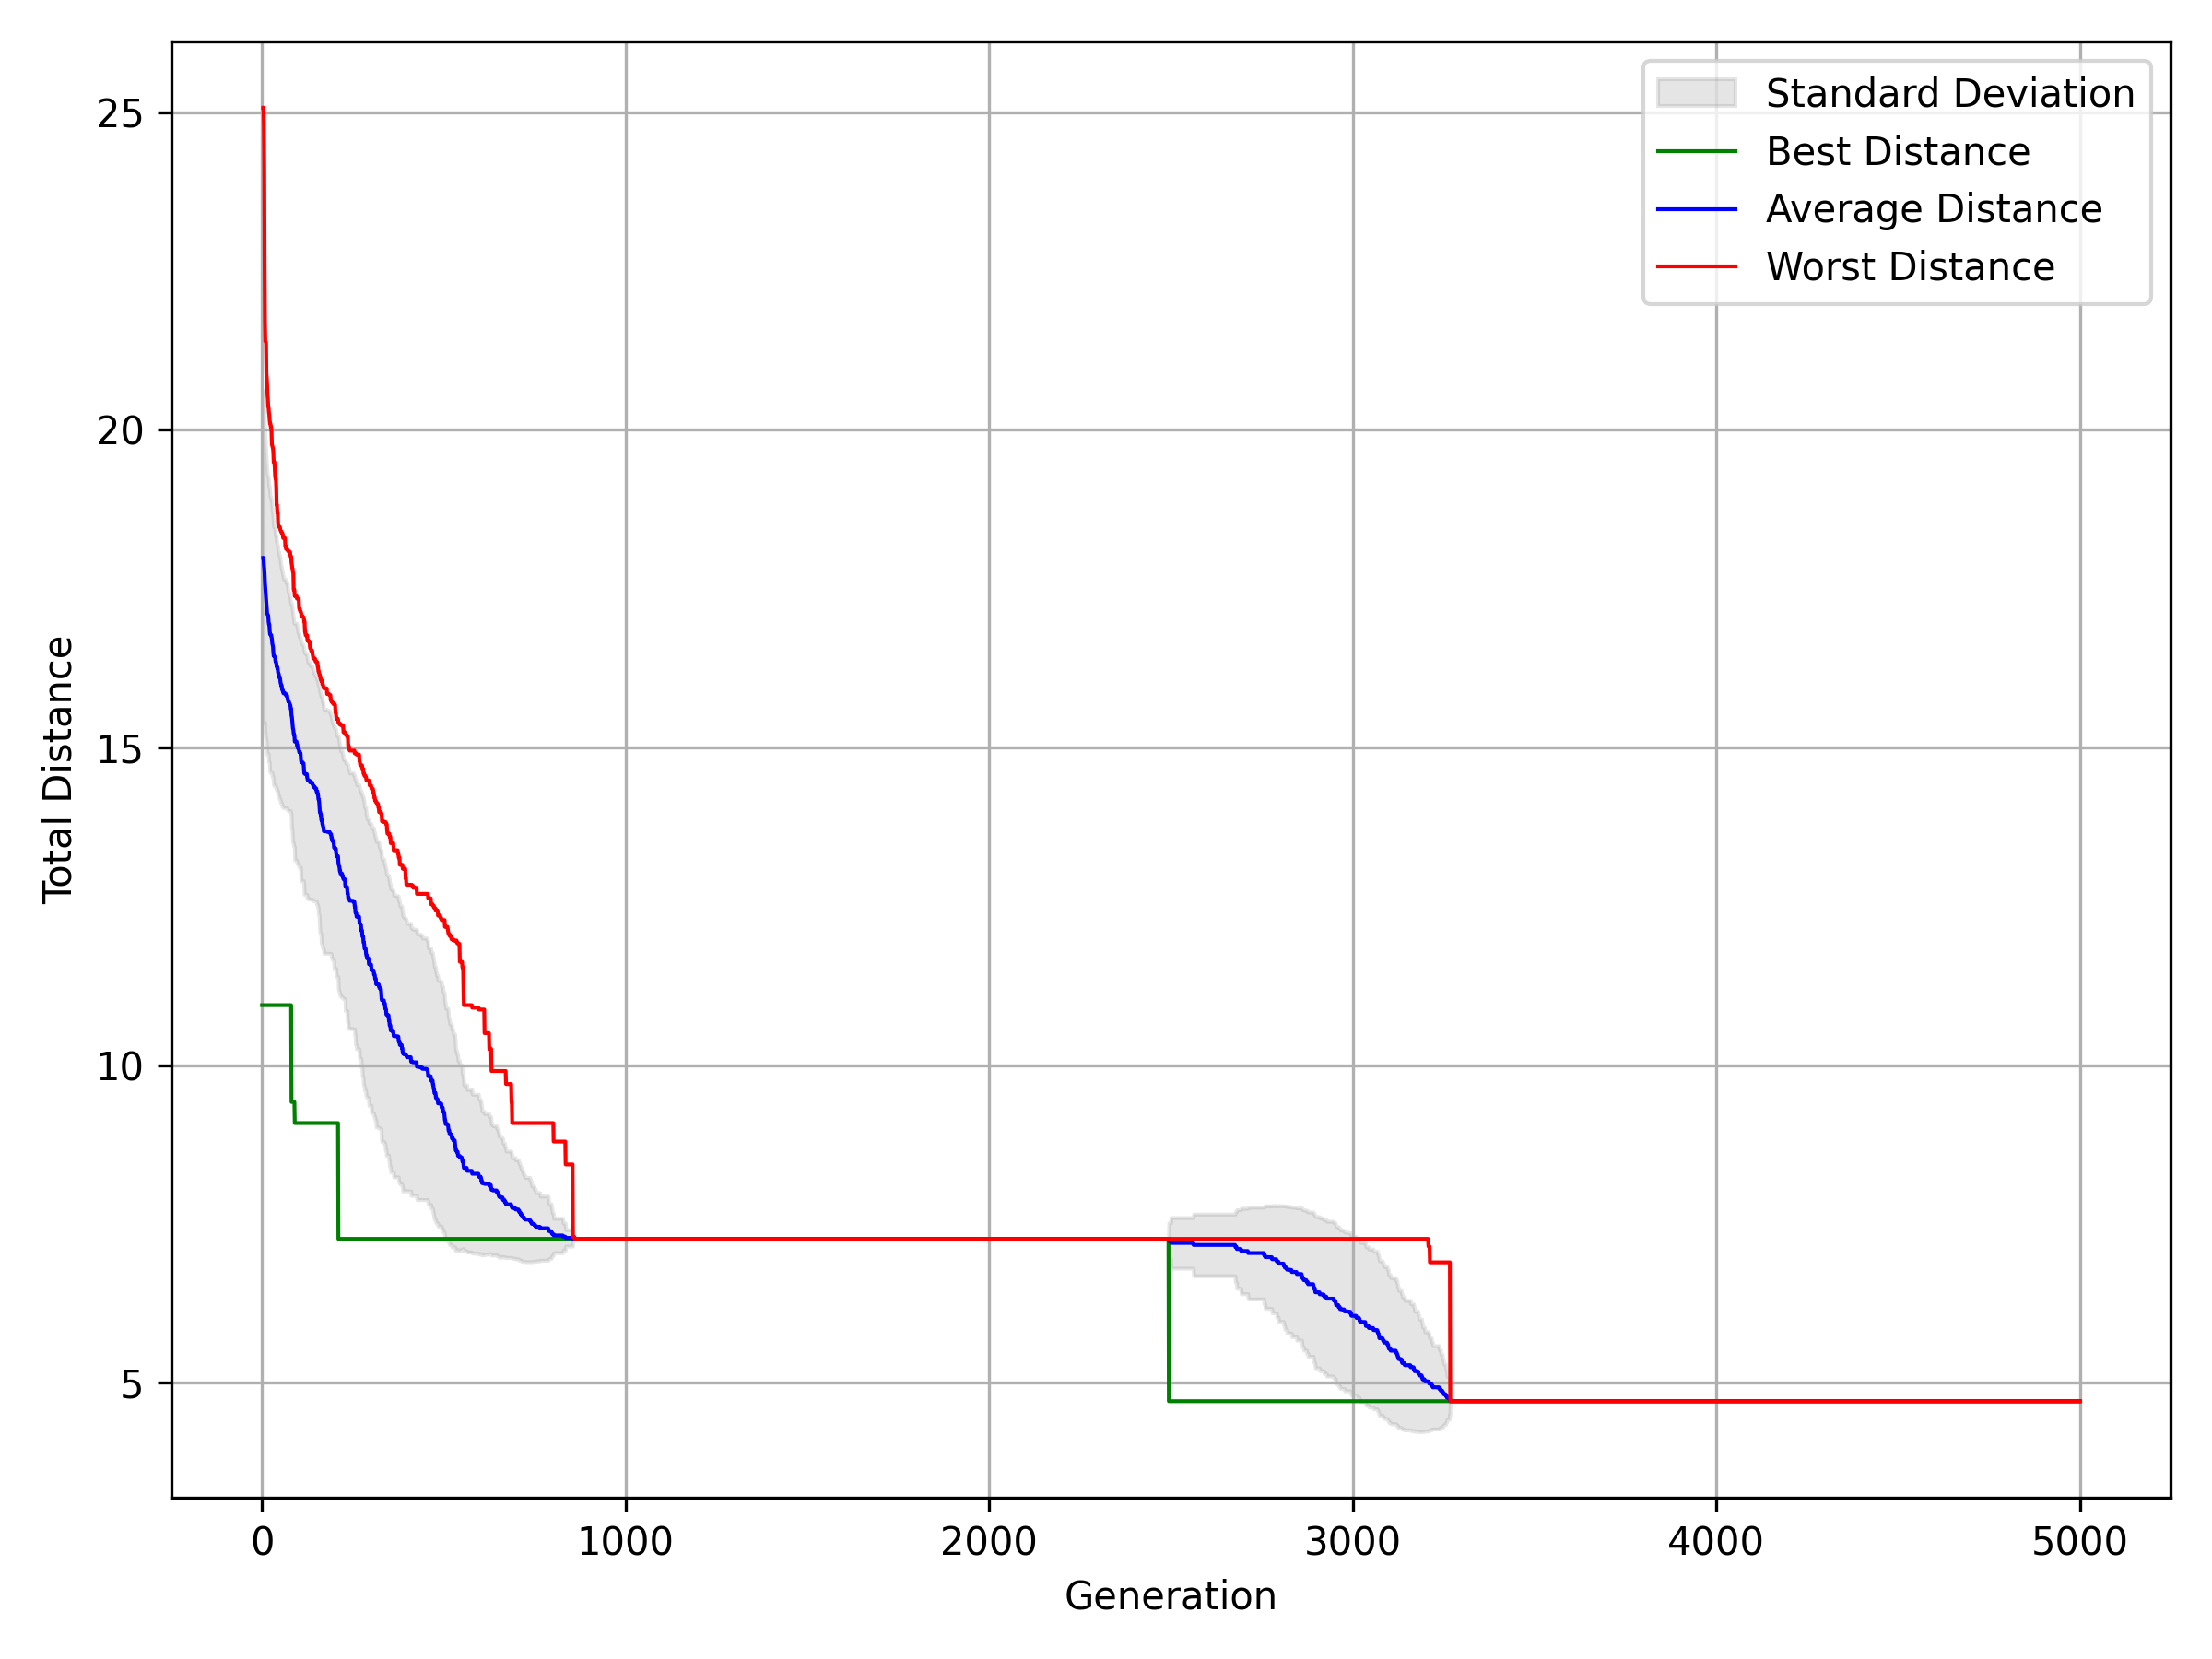 Standard Deviation
Best Distance
Average Distance
Worst Distance
25
20
15
10
5
Total Distance
0 1000 2000 3000 4000 5000
Generation